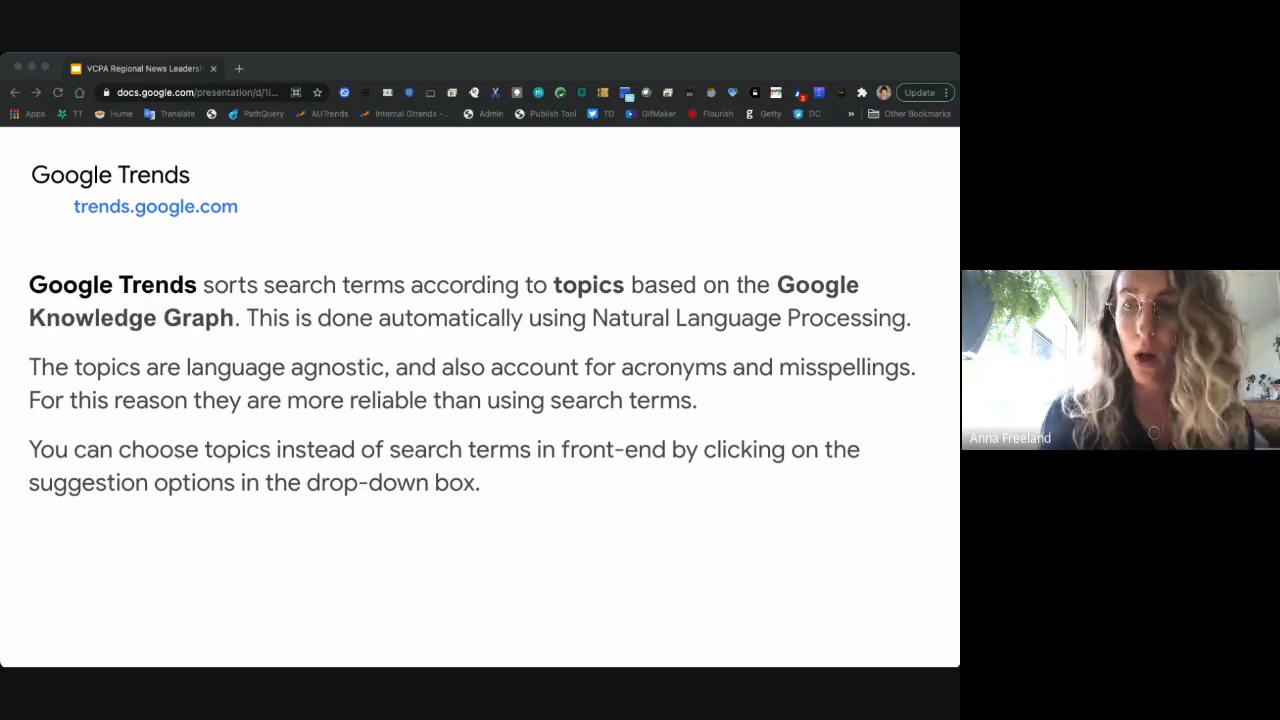 VCPA Regional News Leadersh
docs.google.com/presentation/d/1i...
Update
Apps
TT
Home
Translate
PathQuery
AUTrends
Internal Gtrends -...
Admin
Publish Tool
TD
GifMaker
Flourish
Getty
DC
»
Other Bookmarks
Google Trends
trends.google.com
Google Trends sorts search terms according to topics based on the Google
Knowledge Graph. This is done automatically using Natural Language Processing.
The topics are language agnostic, and also account for acronyms and misspellings.
For this reason they are more reliable than using search terms.
You can choose topics instead of search terms in front-end by clicking on the
suggestion options in the drop-down box.
Anna Freeland